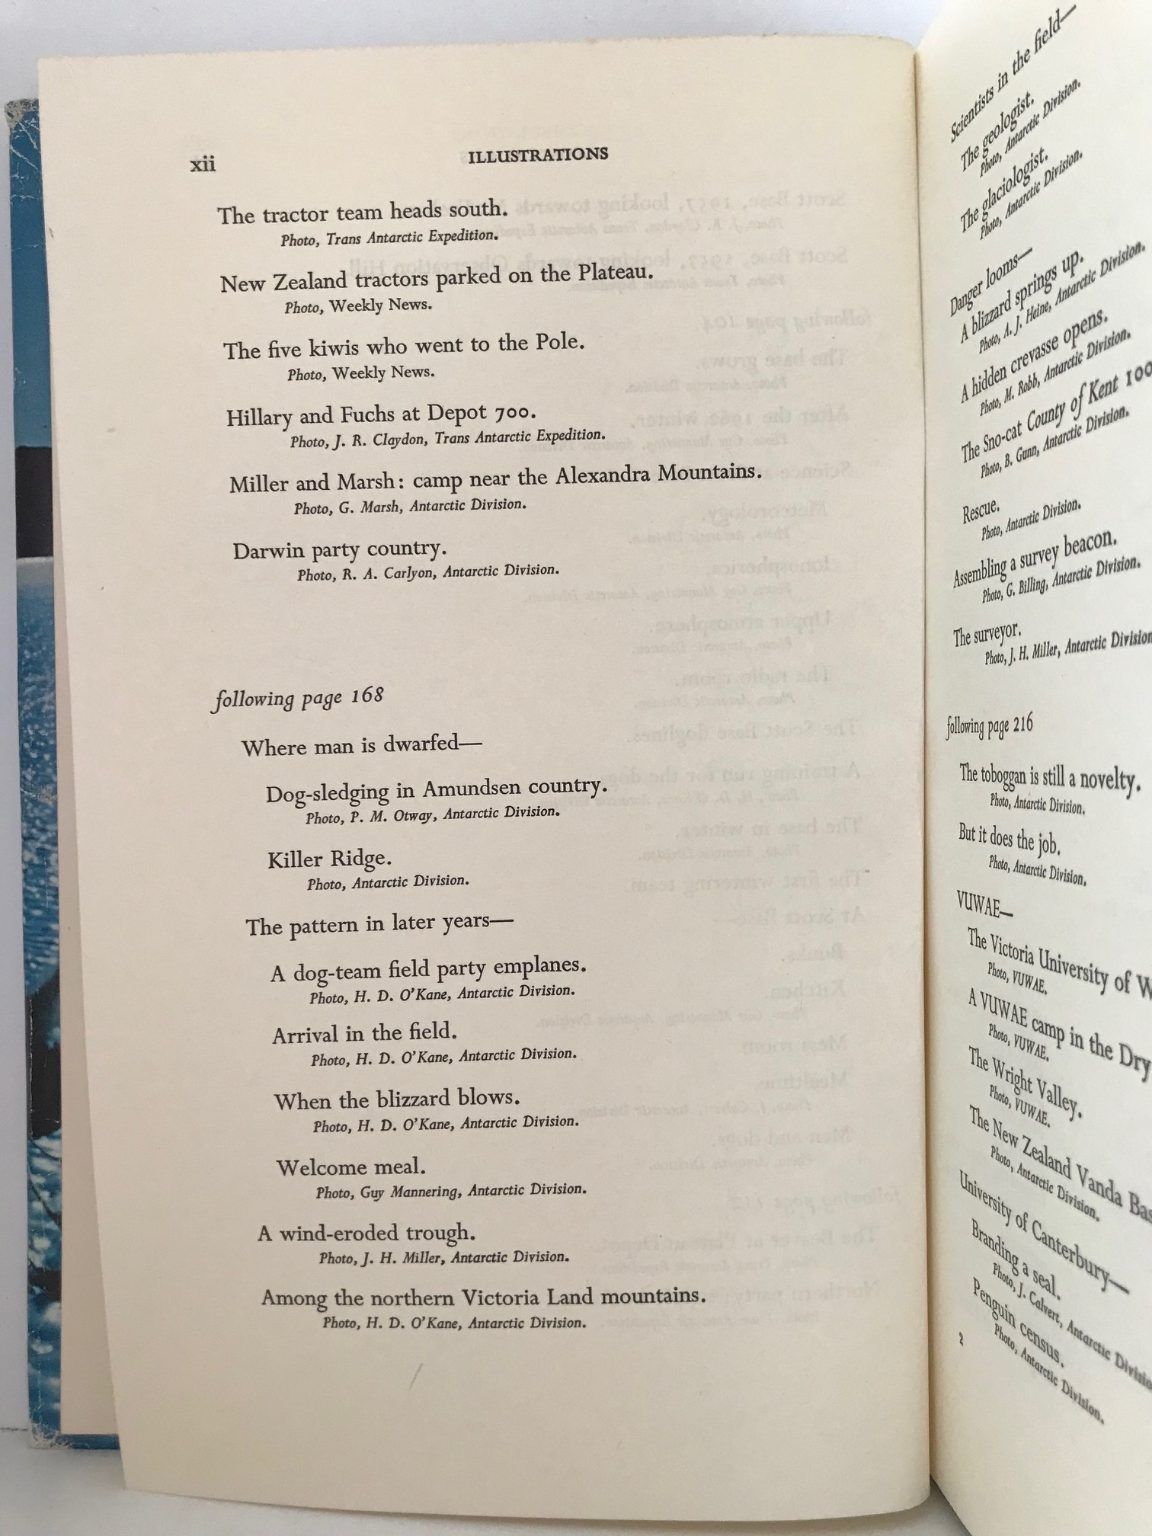 xii
ILLUSTRATIONS
The tractor team heads south.
Photo, Trans Antarctic Expedition.
New Zealand tractors parked on the Plateau.
Photo, Weekly News.
The five kiwis who went to the Pole.
Photo, Weekly News.
Hillary and Fuchs at Depot 700.
Photo, J. R. Claydon, Trans Antarctic Expedition.
Miller and Marsh: camp near the Alexandra Mountains.
Photo, G. Marsh, Antarctic Division.
Darwin party country.
Photo, R. A. Carlyon, Antarctic Division.
following page 168
Where man is dwarfed—
Dog-sledging in Amundsen country.
Photo, P. M. Otway, Antarctic Division.
Killer Ridge.
Photo, Antarctic Division.
The pattern in later years—
A dog-team field party emplanes.
Photo, H. D. O'Kane, Antarctic Division.
Arrival in the field.
Photo, H. D. O'Kane, Antarctic Division.
When the blizzard blows.
Photo, H. D. O'Kane, Antarctic Division.
Welcome meal.
Photo, Guy Mannering, Antarctic Division.
A wind-eroded trough.
Photo, J. H. Miller, Antarctic Division.
Among the northern Victoria Land mountains.
Photo, H. D. O'Kane, Antarctic Division.
Scientists in the field—
The geologist.
Photo, Antarctic Division.
The glaciologist.
Photo, Antarctic Division.
Danger looms—
A blizzard springs up.
Photo, A. J. Heine, Antarctic Division.
A hidden crevasse opens.
Photo, M. Robb, Antarctic Division.
The Sno-cat County of Kent 100
Photo, B. Gunn, Antarctic Division.
Rescue.
Photo, Antarctic Division.
Assembling a survey beacon.
Photo, G. Billing, Antarctic Division.
The surveyor.
Photo, J. H. Miller, Antarctic Division
following page 216
The toboggan is still a novelty.
Photo, Antarctic Division.
But it does the job.
Photo, Antarctic Division.
VUWAE—
The Victoria University of W
Photo, VUWAE.
A VUWAE camp in the Dry
Photo, VUWAE.
The Wright Valley.
Photo, VUWAE.
The New Zealand Vanda Bas
Photo, Antarctic Division.
University of Canterbury—
Branding a seal.
Photo, J. Calvert, Antarctic Divisio
Penguin census.
Photo, Antarctic Division.
2